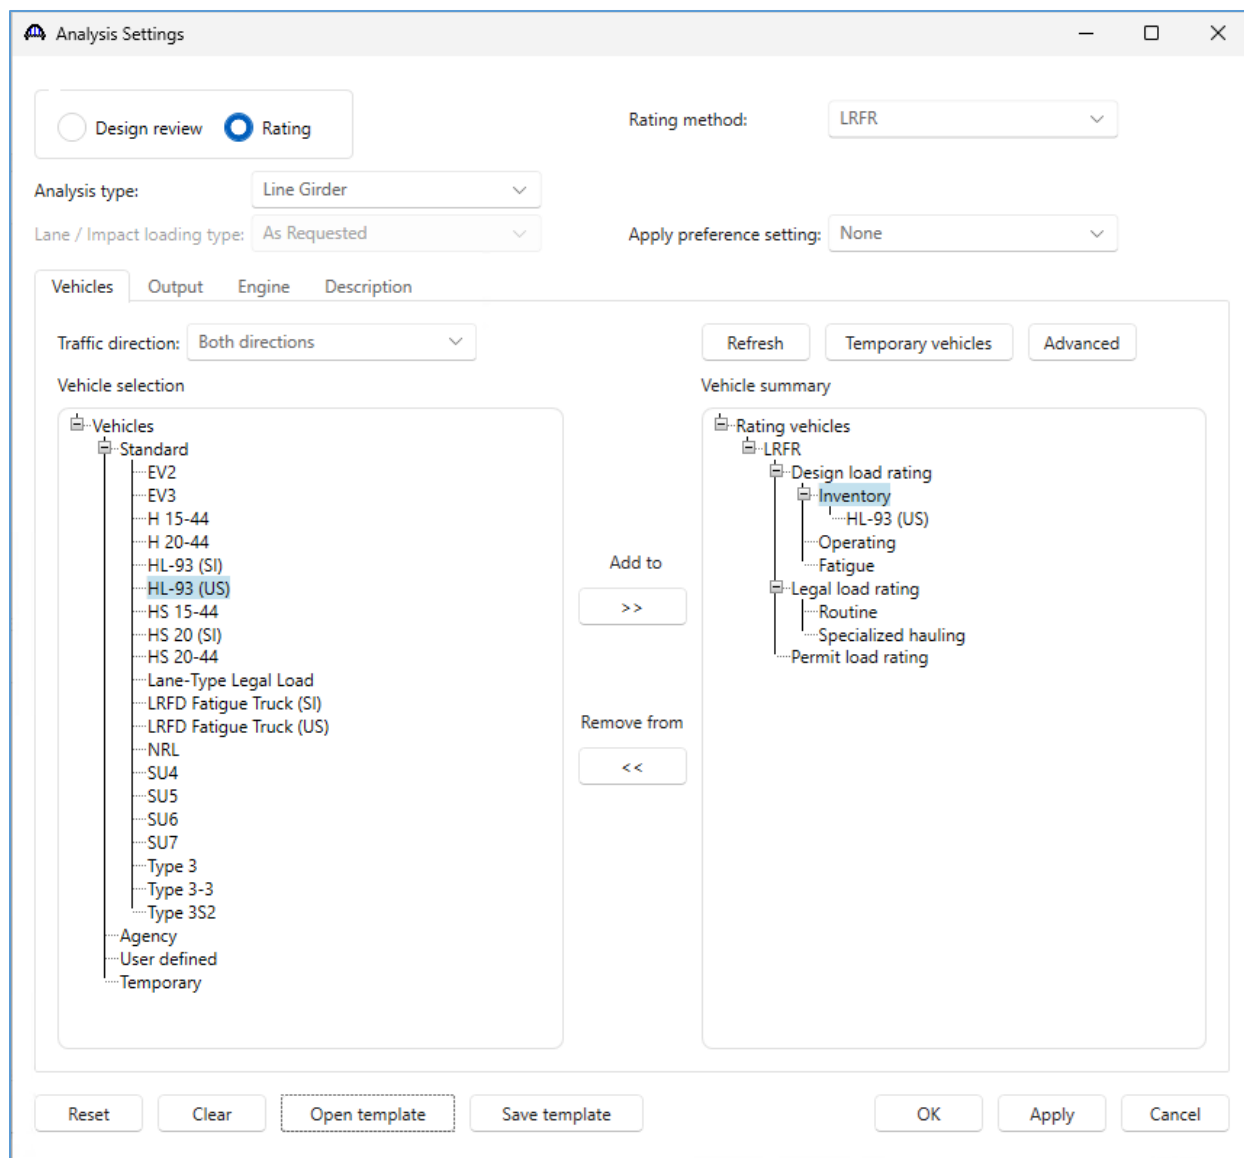 Analysis Settings
Design review Rating
Rating method: LRFR
Analysis type: Line Girder
Lane / Impact loading type: As Requested
Apply preference setting: None
Vehicles Output Engine Description
Traffic direction: Both directions
Refresh Temporary vehicles Advanced
Vehicle selection
Vehicles
Standard
EV2
EV3
H 15-44
H 20-44
HL-93 (SI)
HL-93 (US)
HS 15-44
HS 20 (SI)
HS 20-44
Lane-Type Legal Load
LRFD Fatigue Truck (SI)
LRFD Fatigue Truck (US)
NRL
SU4
SU5
SU6
SU7
Type 3
Type 3-3
Type 3S2
Agency
User defined
Temporary
Add to
>>
Remove from
<<
Vehicle summary
Rating vehicles
LRFR
Design load rating
Inventory
HL-93 (US)
Operating
Fatigue
Legal load rating
Routine
Specialized hauling
Permit load rating
Reset Clear Open template Save template OK Apply Cancel